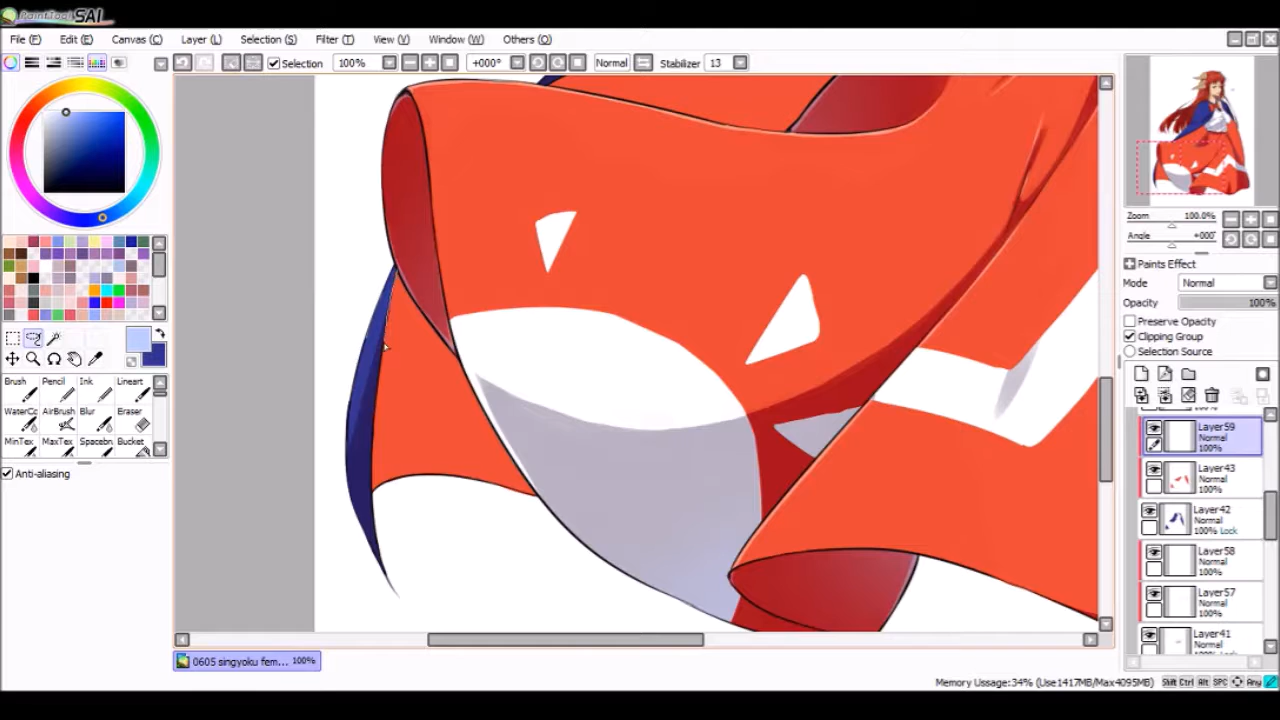 PaintTool SAI
File (F) Edit (E) Canvas (C) Layer (L) Selection (S) Filter (T) View (V) Window (W) Others (O)
Selection 100% +000° Normal Stabilizer 13
Zoom 100.0%
Angle +000°
Paints Effect
Mode Normal
Opacity 100%
Preserve Opacity
Clipping Group
Selection Source
Layer59
Normal
100%
Layer43
Normal
100%
Layer42
Normal
100% Lock
Layer58
Normal
100%
Layer57
Normal
100%
Layer41
Normal
Brush Pencil Ink Lineart
WaterCc AirBrush Blur Eraser
MinTex MaxTex Spacebn Bucket
Anti-aliasing
0605 singyoku fem... 100%
Memory Ussage:34% (Use1417MB/Max4095MB) Shift Ctrl Alt SPC Any